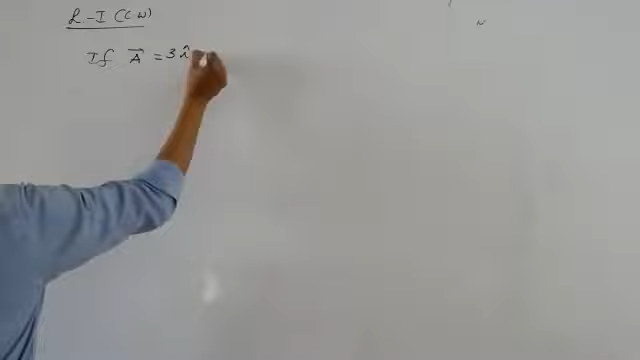 L-I (CW)
If A⃗ = 3î